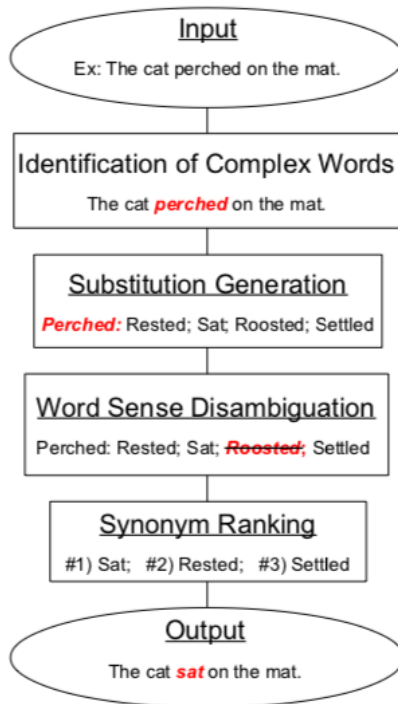 Input
Ex: The cat perched on the mat.
Identification of Complex Words
The cat perched on the mat.
Substitution Generation
Perched: Rested; Sat; Roosted; Settled
Word Sense Disambiguation
Perched: Rested; Sat; Roosted; Settled
Synonym Ranking
#1) Sat; #2) Rested; #3) Settled
Output
The cat sat on the mat.